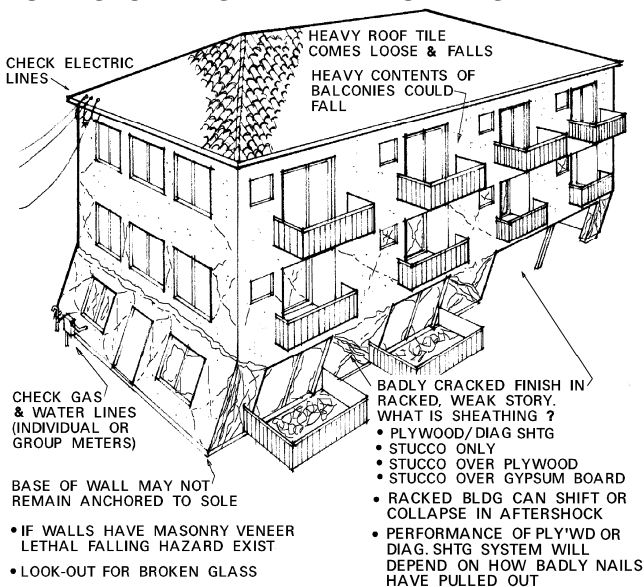 HEAVY ROOF TILE
COMES LOOSE & FALLS
CHECK ELECTRIC
LINES
HEAVY CONTENTS OF
BALCONIES COULD
FALL
CHECK GAS
& WATER LINES
(INDIVIDUAL OR
GROUP METERS)
BASE OF WALL MAY NOT
REMAIN ANCHORED TO SOLE
• IF WALLS HAVE MASONRY VENEER
LETHAL FALLING HAZARD EXIST
• LOOK-OUT FOR BROKEN GLASS
BADLY CRACKED FINISH IN
RACKED, WEAK STORY.
WHAT IS SHEATHING ?
• PLYWOOD/DIAG SHTG
• STUCCO ONLY
• STUCCO OVER PLYWOOD
• STUCCO OVER GYPSUM BOARD
• RACKED BLDG CAN SHIFT OR
COLLAPSE IN AFTERSHOCK
• PERFORMANCE OF PLY'WD OR
DIAG. SHTG SYSTEM WILL
DEPEND ON HOW BADLY NAILS
HAVE PULLED OUT